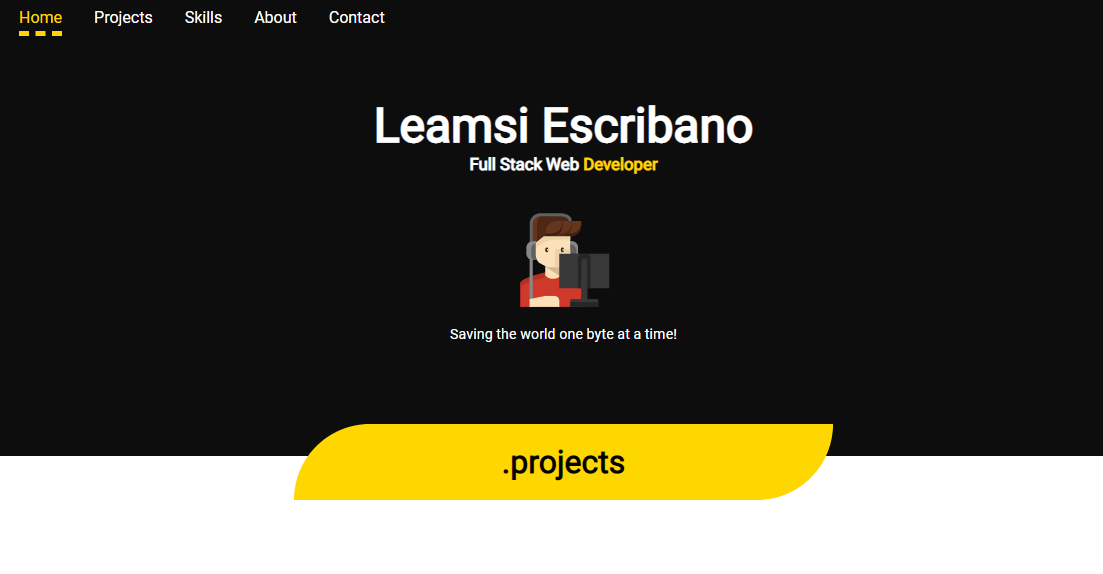 Home Projects Skills About Contact
Leamsi Escribano
Full Stack Web Developer
Saving the world one byte at a time!
.projects